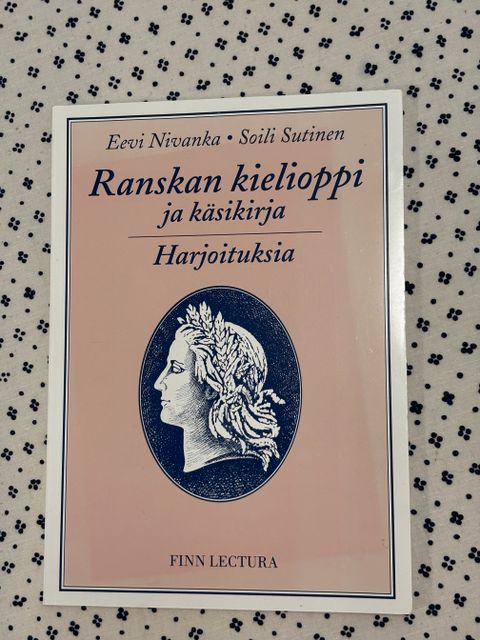 Eevi Nivanka • Soili Sutinen
Ranskan kielioppi
ja käsikirja
Harjoituksia
FINN LECTURA